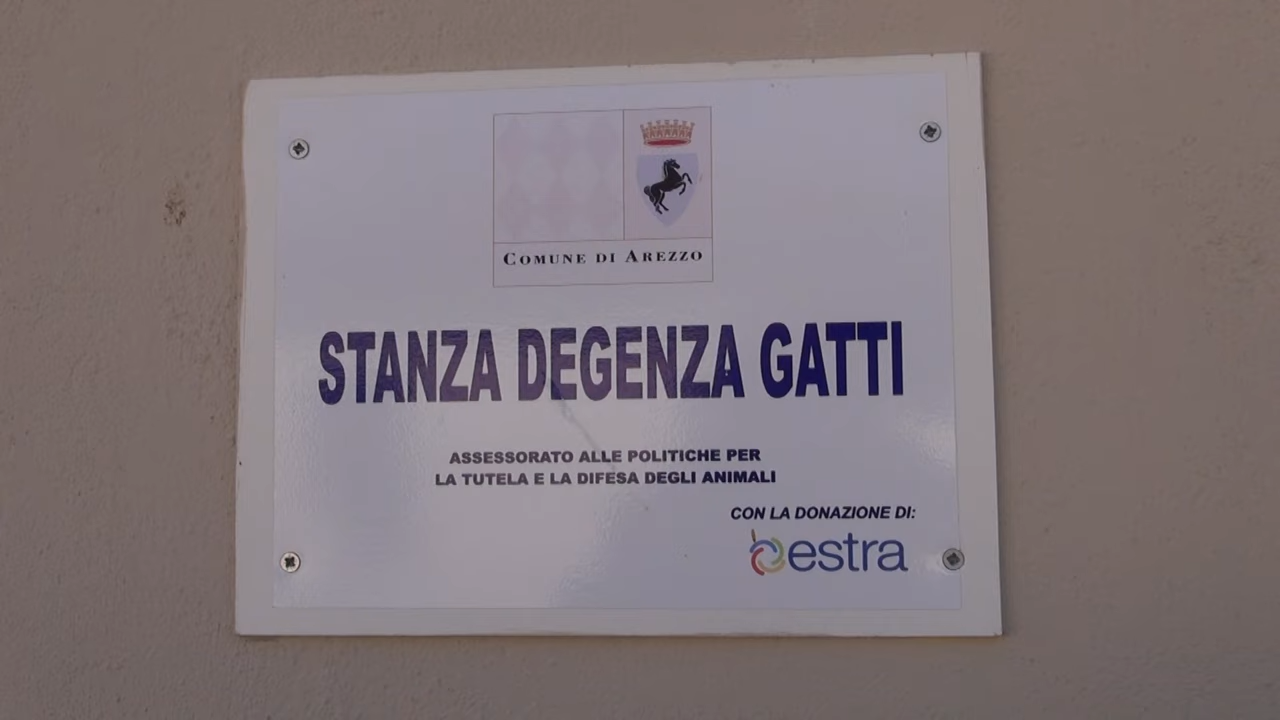 COMUNE DI AREZZO
STANZA DEGENZA GATTI
ASSESSORATO ALLE POLITICHE PER
LA TUTELA E LA DIFESA DEGLI ANIMALI
CON LA DONAZIONE DI:
estra